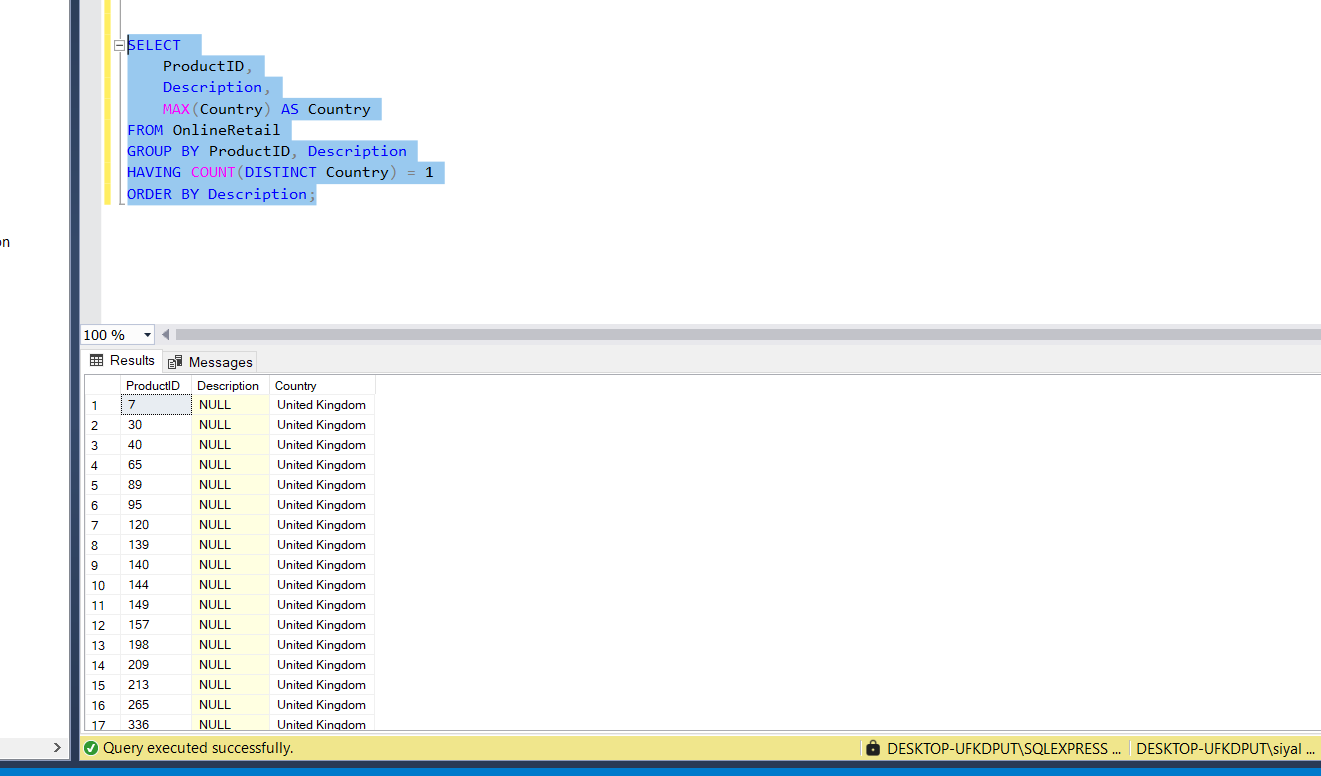 SELECT
ProductID,
Description,
MAX(Country) AS Country
FROM OnlineRetail
GROUP BY ProductID, Description
HAVING COUNT(DISTINCT Country) = 1
ORDER BY Description;
on
100 %
Results Messages
ProductID Description Country
1 7 NULL United Kingdom
2 30 NULL United Kingdom
3 40 NULL United Kingdom
4 65 NULL United Kingdom
5 89 NULL United Kingdom
6 95 NULL United Kingdom
7 120 NULL United Kingdom
8 139 NULL United Kingdom
9 140 NULL United Kingdom
10 144 NULL United Kingdom
11 149 NULL United Kingdom
12 157 NULL United Kingdom
13 198 NULL United Kingdom
14 209 NULL United Kingdom
15 213 NULL United Kingdom
16 265 NULL United Kingdom
17 336 NULL United Kingdom
Query executed successfully. DESKTOP-UFKDPUT\SQLEXPRESS ... DESKTOP-UFKDPUT\siyal ...